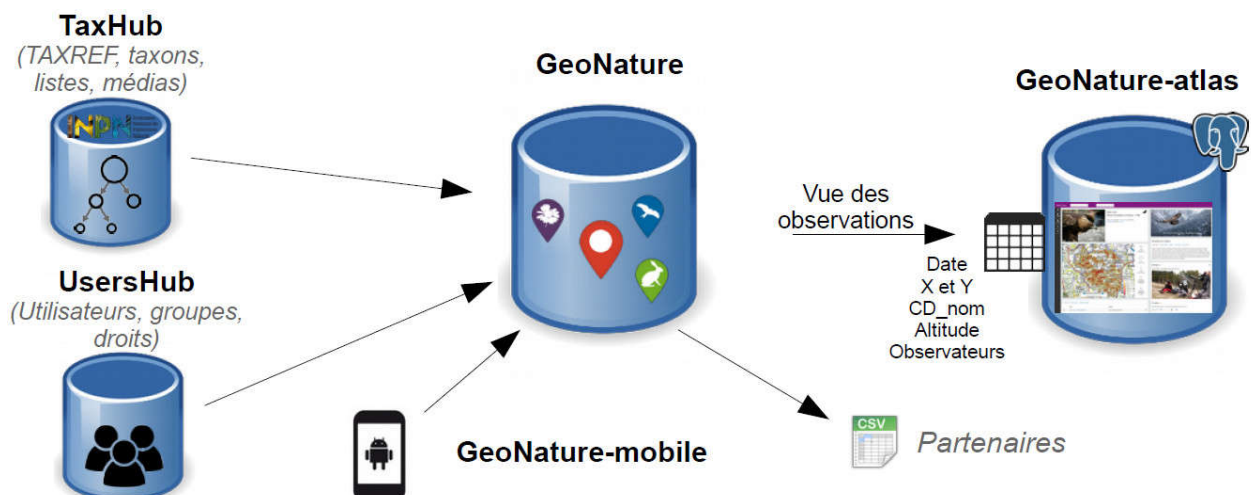 TaxHub
(TAXREF, taxons,
listes, médias)
INPN
GeoNature
GeoNature-atlas
Vue des
observations
Date
X et Y
CD_nom
Altitude
Observateurs
UsersHub
(Utilisateurs, groupes,
droits)
GeoNature-mobile
CSV
Partenaires